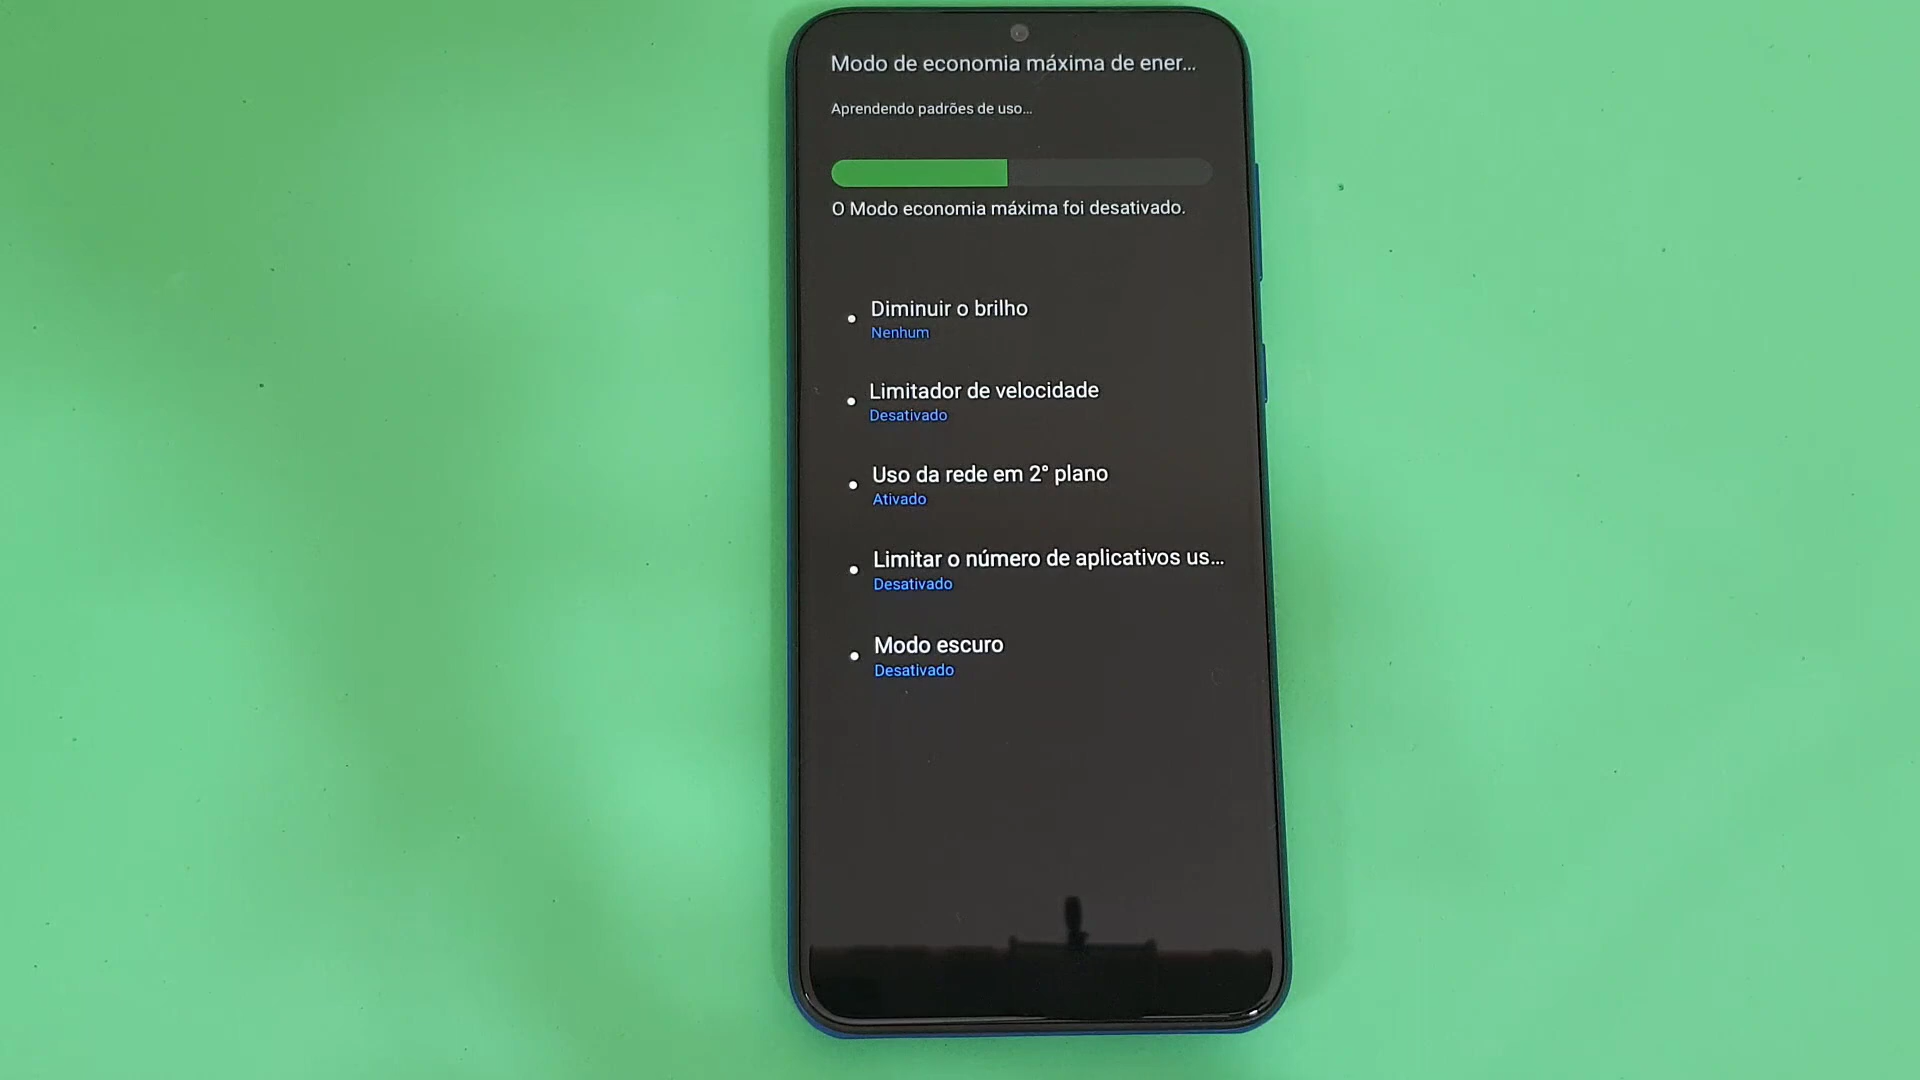 Modo de economia máxima de ener...
Aprendendo padrões de uso...
O Modo economia máxima foi desativado.
Diminuir o brilho
Nenhum
Limitador de velocidade
Desativado
Uso da rede em 2° plano
Ativado
Limitar o número de aplicativos us...
Desativado
Modo escuro
Desativado